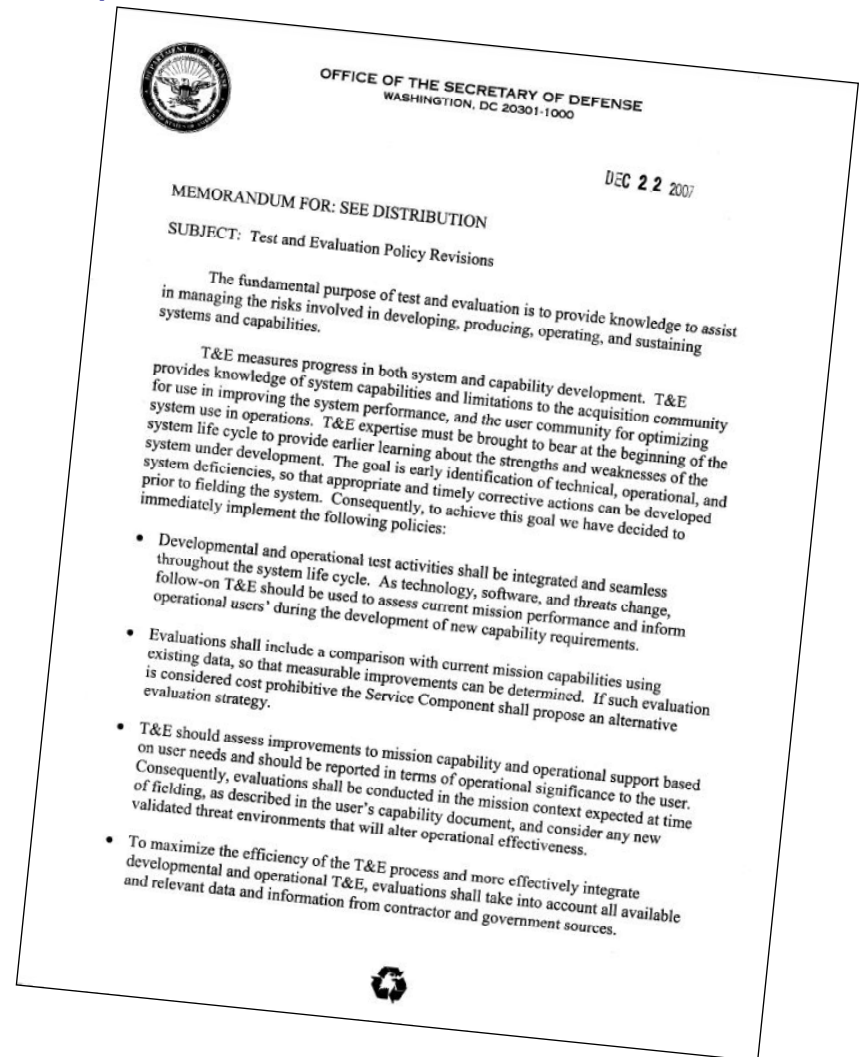 DEPARTMENT OF DEFENSE
UNITED STATES OF AMERICA
OFFICE OF THE SECRETARY OF DEFENSE
WASHINGTON, DC 20301-1000
DEC 22 2007
MEMORANDUM FOR: SEE DISTRIBUTION
SUBJECT: Test and Evaluation Policy Revisions
The fundamental purpose of test and evaluation is to provide knowledge to assist
in managing the risks involved in developing, producing, operating, and sustaining
systems and capabilities.
T&E measures progress in both system and capability development. T&E
provides knowledge of system capabilities and limitations to the acquisition community
for use in improving the system performance, and the user community for optimizing
system use in operations. T&E expertise must be brought to bear at the beginning of the
system life cycle to provide earlier learning about the strengths and weaknesses of the
system under development. The goal is early identification of technical, operational, and
system deficiencies, so that appropriate and timely corrective actions can be developed
prior to fielding the system. Consequently, to achieve this goal we have decided to
immediately implement the following policies:
• Developmental and operational test activities shall be integrated and seamless
throughout the system life cycle. As technology, software, and threats change,
follow-on T&E should be used to assess current mission performance and inform
operational users' during the development of new capability requirements.
• Evaluations shall include a comparison with current mission capabilities using
existing data, so that measurable improvements can be determined. If such evaluation
is considered cost prohibitive the Service Component shall propose an alternative
evaluation strategy.
• T&E should assess improvements to mission capability and operational support based
on user needs and should be reported in terms of operational significance to the user.
Consequently, evaluations shall be conducted in the mission context expected at time
of fielding, as described in the user's capability document, and consider any new
validated threat environments that will alter operational effectiveness.
• To maximize the efficiency of the T&E process and more effectively integrate
developmental and operational T&E, evaluations shall take into account all available
and relevant data and information from contractor and government sources.